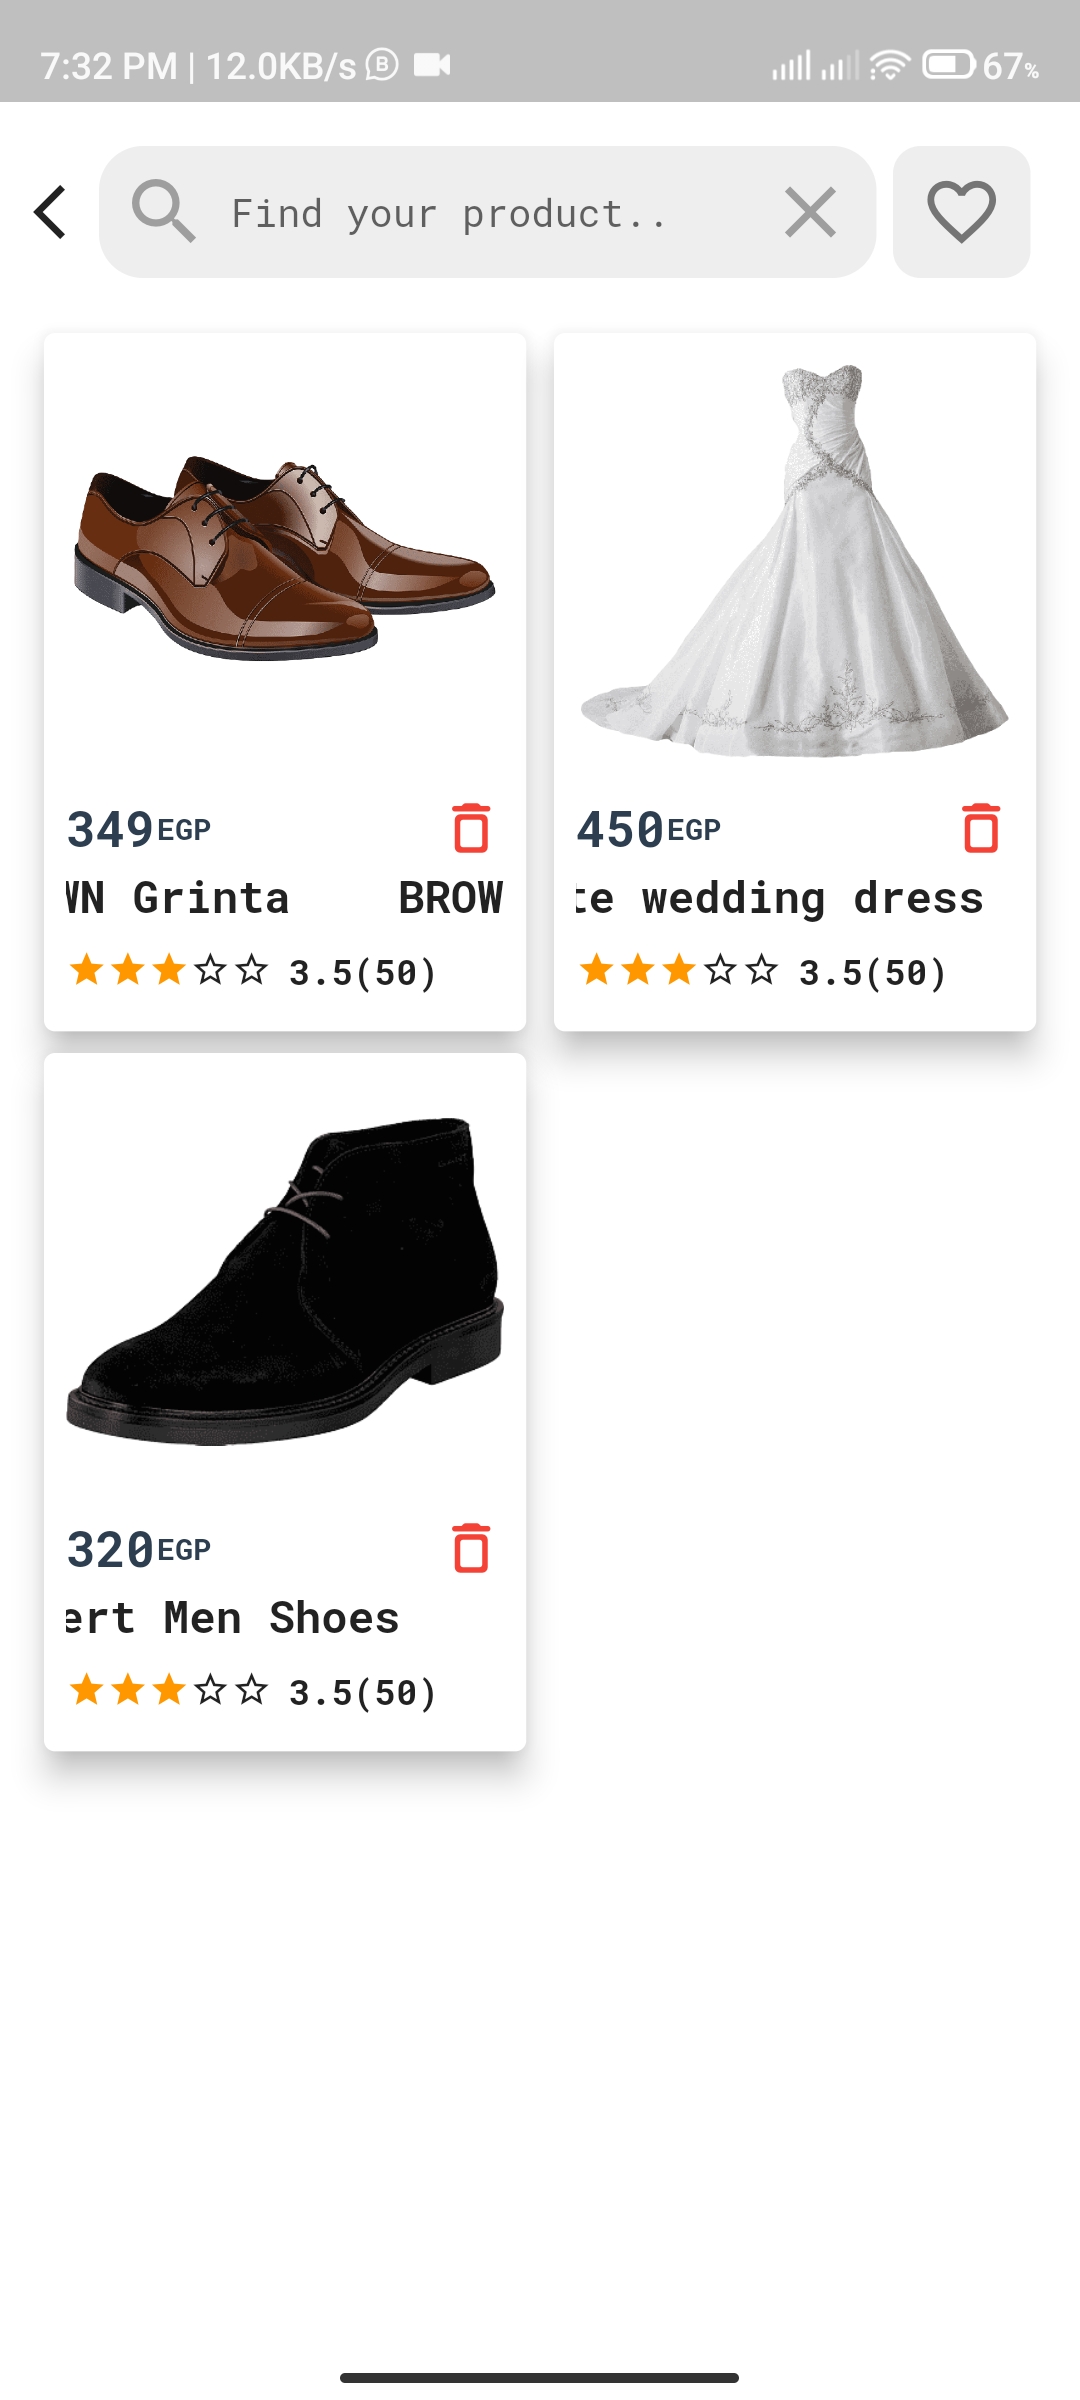 7:32 PM | 12.0KB/s
67%
Find your product..
349EGP
WN Grinta BROW
3.5(50)
450EGP
te wedding dress
3.5(50)
320EGP
ert Men Shoes
3.5(50)